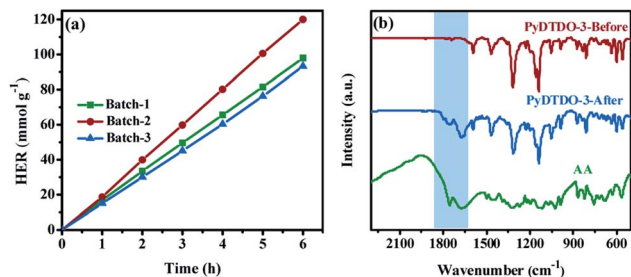 (a)
HER (mmol g⁻¹)
120
100
80
60
40
20
0
Batch-1
Batch-2
Batch-3
0 1 2 3 4 5 6
Time (h)
(b)
Intensity (a.u.)
PyDTDO-3-Before
PyDTDO-3-After
AA
2100 1800 1500 1200 900 600
Wavenumber (cm⁻¹)